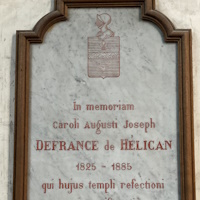 In memoriam
Caroli Augusti Joseph
DEFRANCE de HÉLICAN
1825 - 1885
qui hujus templi refectioni